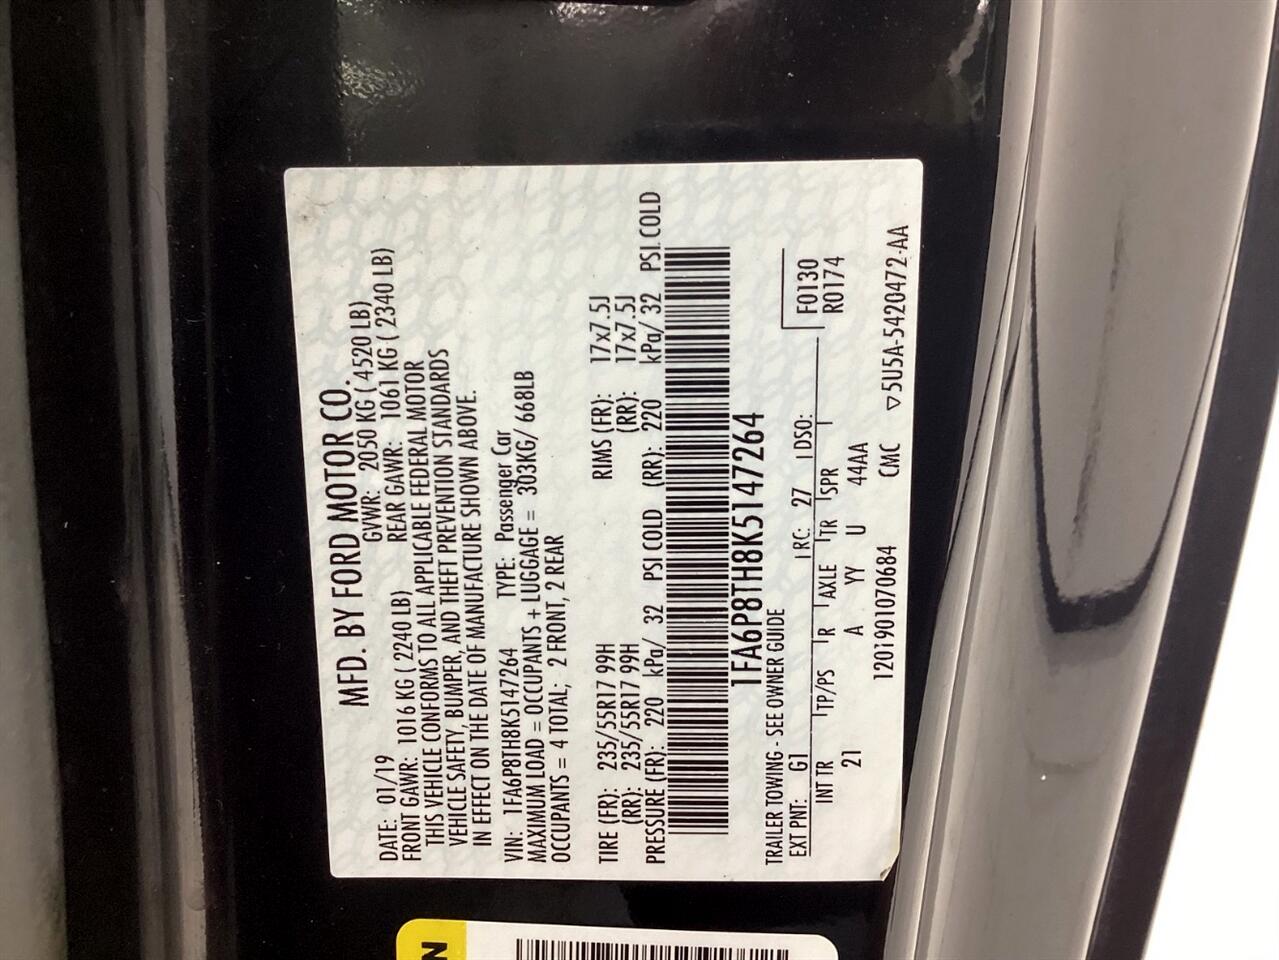 MFD. BY FORD MOTOR CO.
DATE: 01/19 GVWR: 2050 KG ( 4520 LB)
FRONT GAWR: 1016 KG ( 2240 LB) REAR GAWR: 1061 KG ( 2340 LB)
THIS VEHICLE CONFORMS TO ALL APPLICABLE FEDERAL MOTOR
VEHICLE SAFETY, BUMPER, AND THEFT PREVENTION STANDARDS
IN EFFECT ON THE DATE OF MANUFACTURE SHOWN ABOVE.
VIN: 1FA6P8TH8K5147264 TYPE: Passenger Car
MAXIMUM LOAD = OCCUPANTS + LUGGAGE = 303KG/ 668LB
OCCUPANTS = 4 TOTAL; 2 FRONT, 2 REAR
TIRE (FR): 235/55R17 99H RIMS (FR): 17x7.5J
(RR): 235/55R17 99H (RR): 17x7.5J
PRESSURE (FR): 220 kPa/ 32 PSI COLD (RR): 220 kPa/ 32 PSI COLD
1FA6P8TH8K5147264
TRAILER TOWING - SEE OWNER GUIDE
EXT PNT: G1 RC: 27 DSO: F0130
INT TR TP/PS R AXLE TR SPR R0174
21 A YY U 44AA
120190107068​4 CMC ▽5U5A-5420472-AA
N